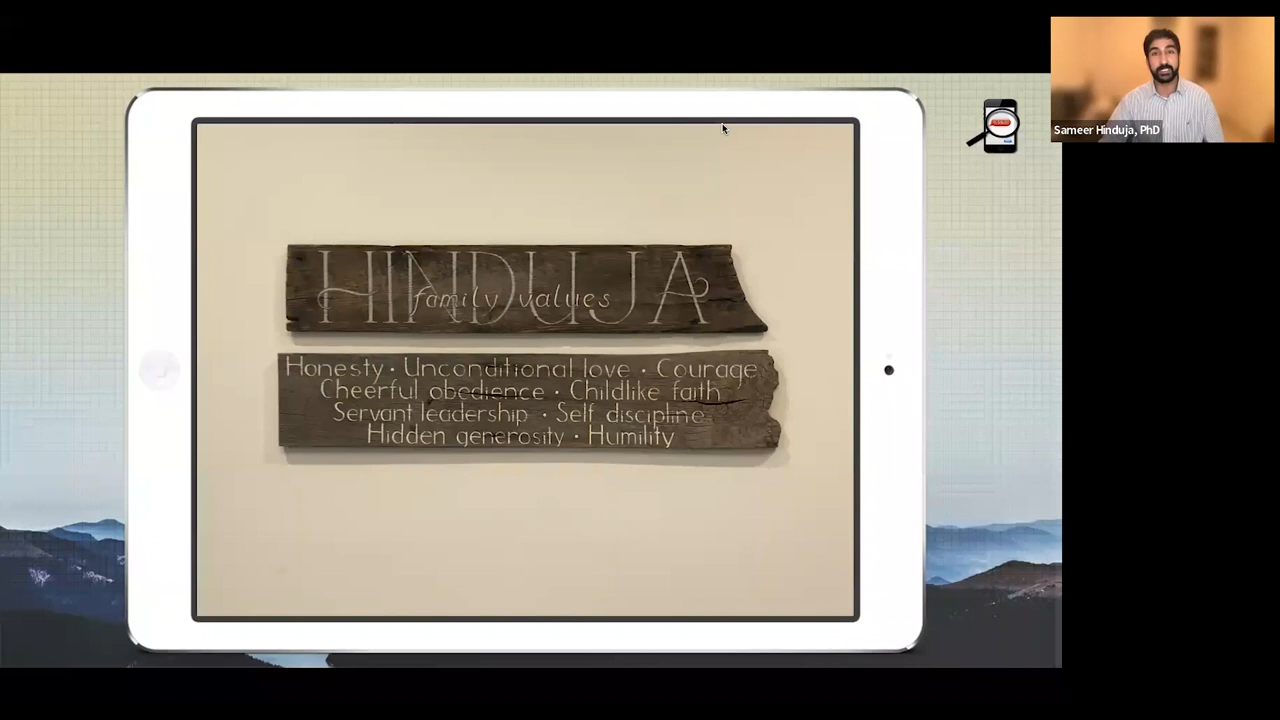 HINDUJA
family values
Honesty · Unconditional love · Courage
Cheerful obedience · Childlike faith
Servant leadership · Self discipline
Hidden generosity · Humility
Sameer Hinduja, PhD